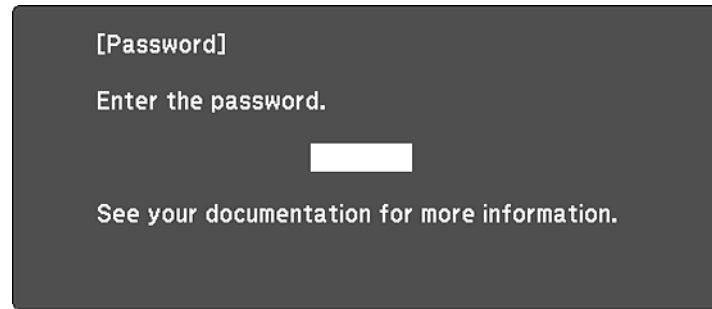 [Password]
Enter the password.
See your documentation for more information.